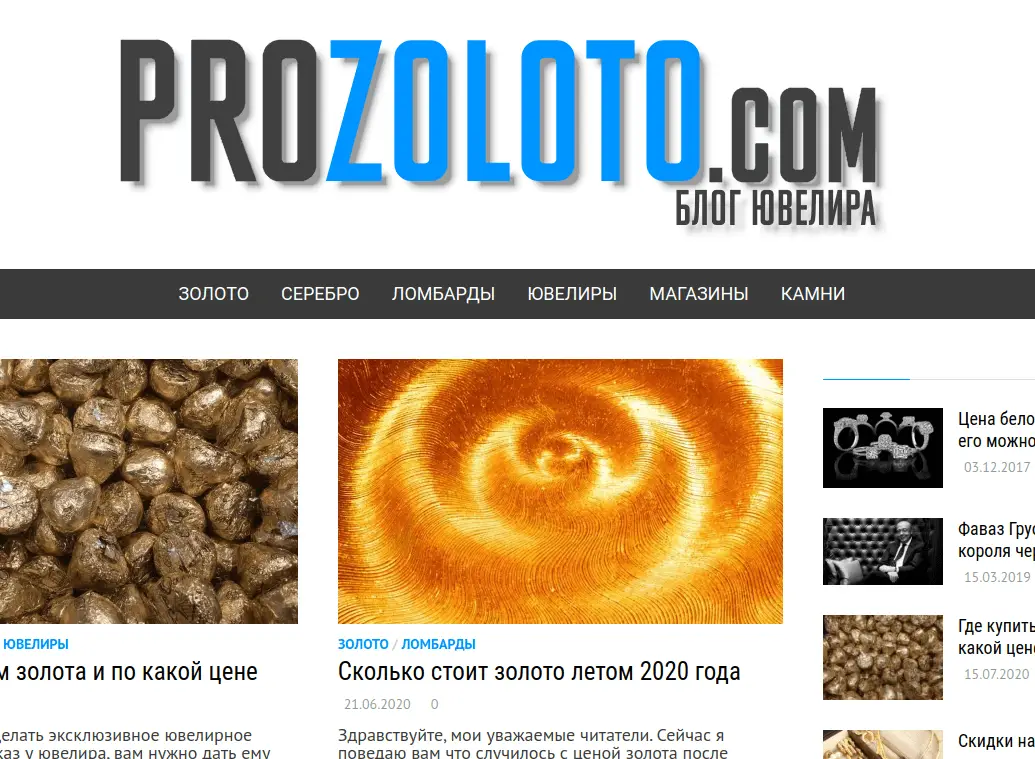 PROZOLOTO.COM
БЛОГ ЮВЕЛИРА
ЗОЛОТО СЕРЕБРО ЛОМБАРДЫ ЮВЕЛИРЫ МАГАЗИНЫ КАМНИ
ЮВЕЛИРЫ
м золота и по какой цене
делать эксклюзивное ювелирное
каз у ювелира, вам нужно дать ему
ЗОЛОТО / ЛОМБАРДЫ
Сколько стоит золото летом 2020 года
21.06.2020 0
Здравствуйте, мои уважаемые читатели. Сейчас я
поведаю вам что случилось с ценой золота после
Цена бело
его можно
03.12.2017
Фаваз Грус
короля чер
15.03.2019
Где купить
какой цене
15.07.2020
Скидки на